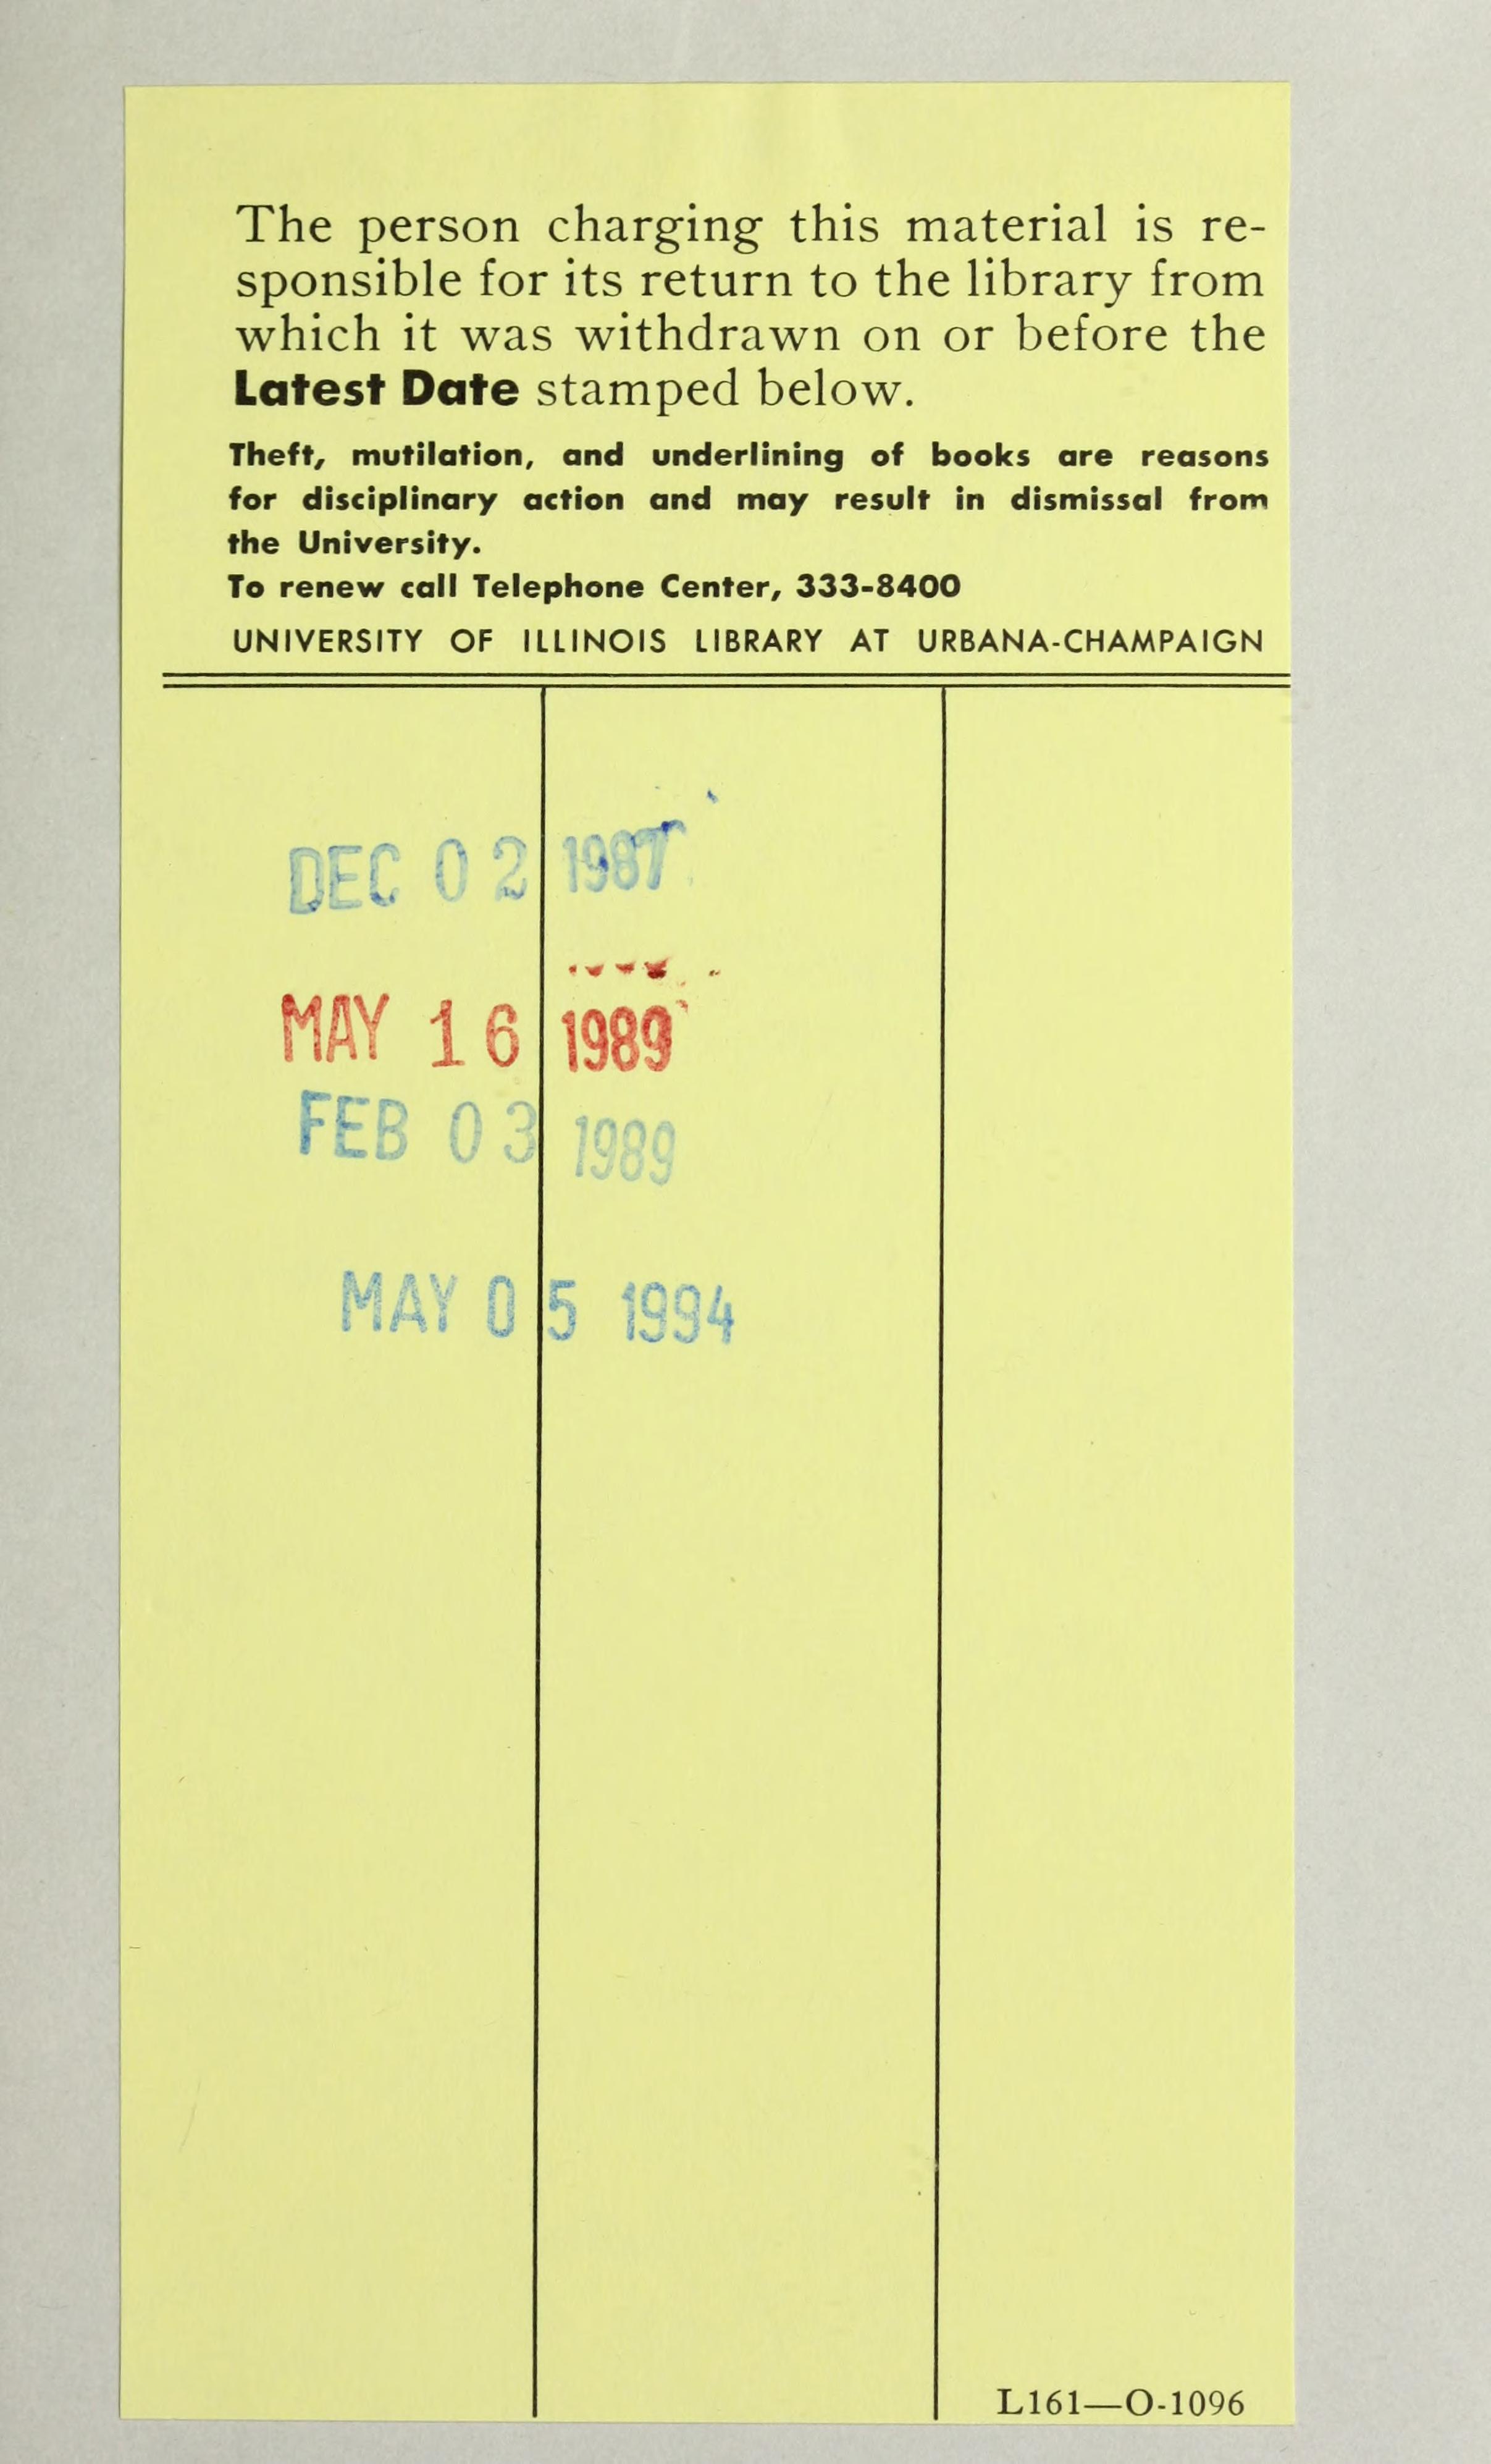 The person charging this material is re-
sponsible for its return to the library from
which it was withdrawn on or before the
Latest Date stamped below.
Theft, mutilation, and underlining of books are reasons
for disciplinary action and may result in dismissal from
the University.
To renew call Telephone Center, 333-8400
UNIVERSITY OF ILLINOIS LIBRARY AT URBANA-CHAMPAIGN
DEC 02 1987
MAY 16 1989
FEB 03 1989
MAY 05 1994
L161—O-1096